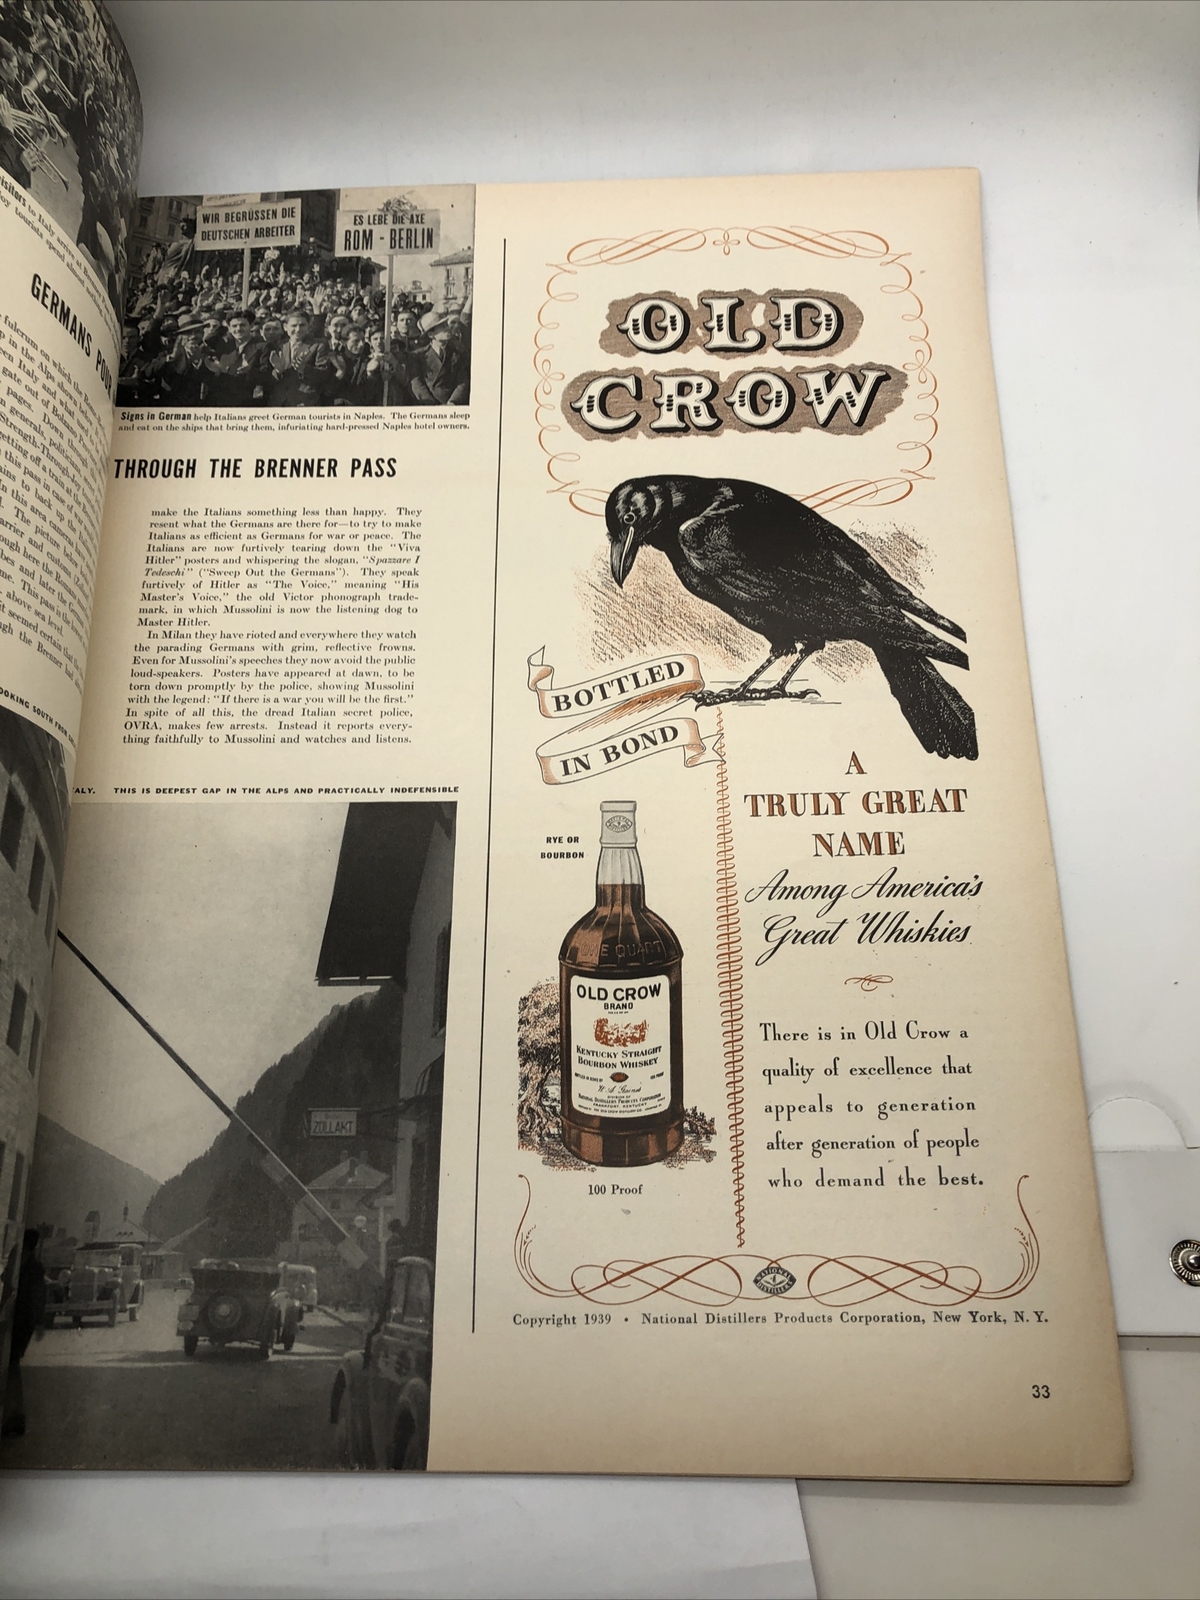 WIR BEGRÜSSEN DIE
DEUTSCHEN ARBEITER
ES LEBE DIE AXE
ROM - BERLIN
Signs in German help Italians greet German tourists in Naples. The Germans sleep
and eat on the ships that bring them, infuriating hard-pressed Naples hotel owners.
GERMANS POUR
THROUGH THE BRENNER PASS
make the Italians something less than happy. They
resent what the Germans are there for—to try to make
Italians as efficient as Germans for war or peace. The
Italians are now furtively tearing down the "Viva
Hitler" posters and whispering the slogan, "Spazzare I
Tedeschi" ("Sweep Out the Germans"). They speak
furtively of Hitler as "The Voice," meaning "His
Master's Voice," the old Victor phonograph trade-
mark, in which Mussolini is now the listening dog to
Master Hitler.
In Milan they have rioted and everywhere they watch
the parading Germans with grim, reflective frowns.
Even for Mussolini's speeches they now avoid the public
loud-speakers. Posters have appeared at dawn, to be
torn down promptly by the police, showing Mussolini
with the legend: "If there is a war you will be the first."
In spite of all this, the dread Italian secret police,
OVRA, makes few arrests. Instead it reports every-
thing faithfully to Mussolini and watches and listens.
THIS IS DEEPEST GAP IN THE ALPS AND PRACTICALLY INDEFENSIBLE
ZOLLAKT
OLD
CROW
BOTTLED
IN BOND
A
TRULY GREAT
NAME
Among America's
Great Whiskies
RYE OR
BOURBON
ONE QUART
OLD CROW
BRAND
KENTUCKY STRAIGHT
BOURBON WHISKEY
100 Proof
There is in Old Crow a
quality of excellence that
appeals to generation
after generation of people
who demand the best.
NATIONAL
DISTILLERS
Copyright 1939 • National Distillers Products Corporation, New York, N. Y.
33